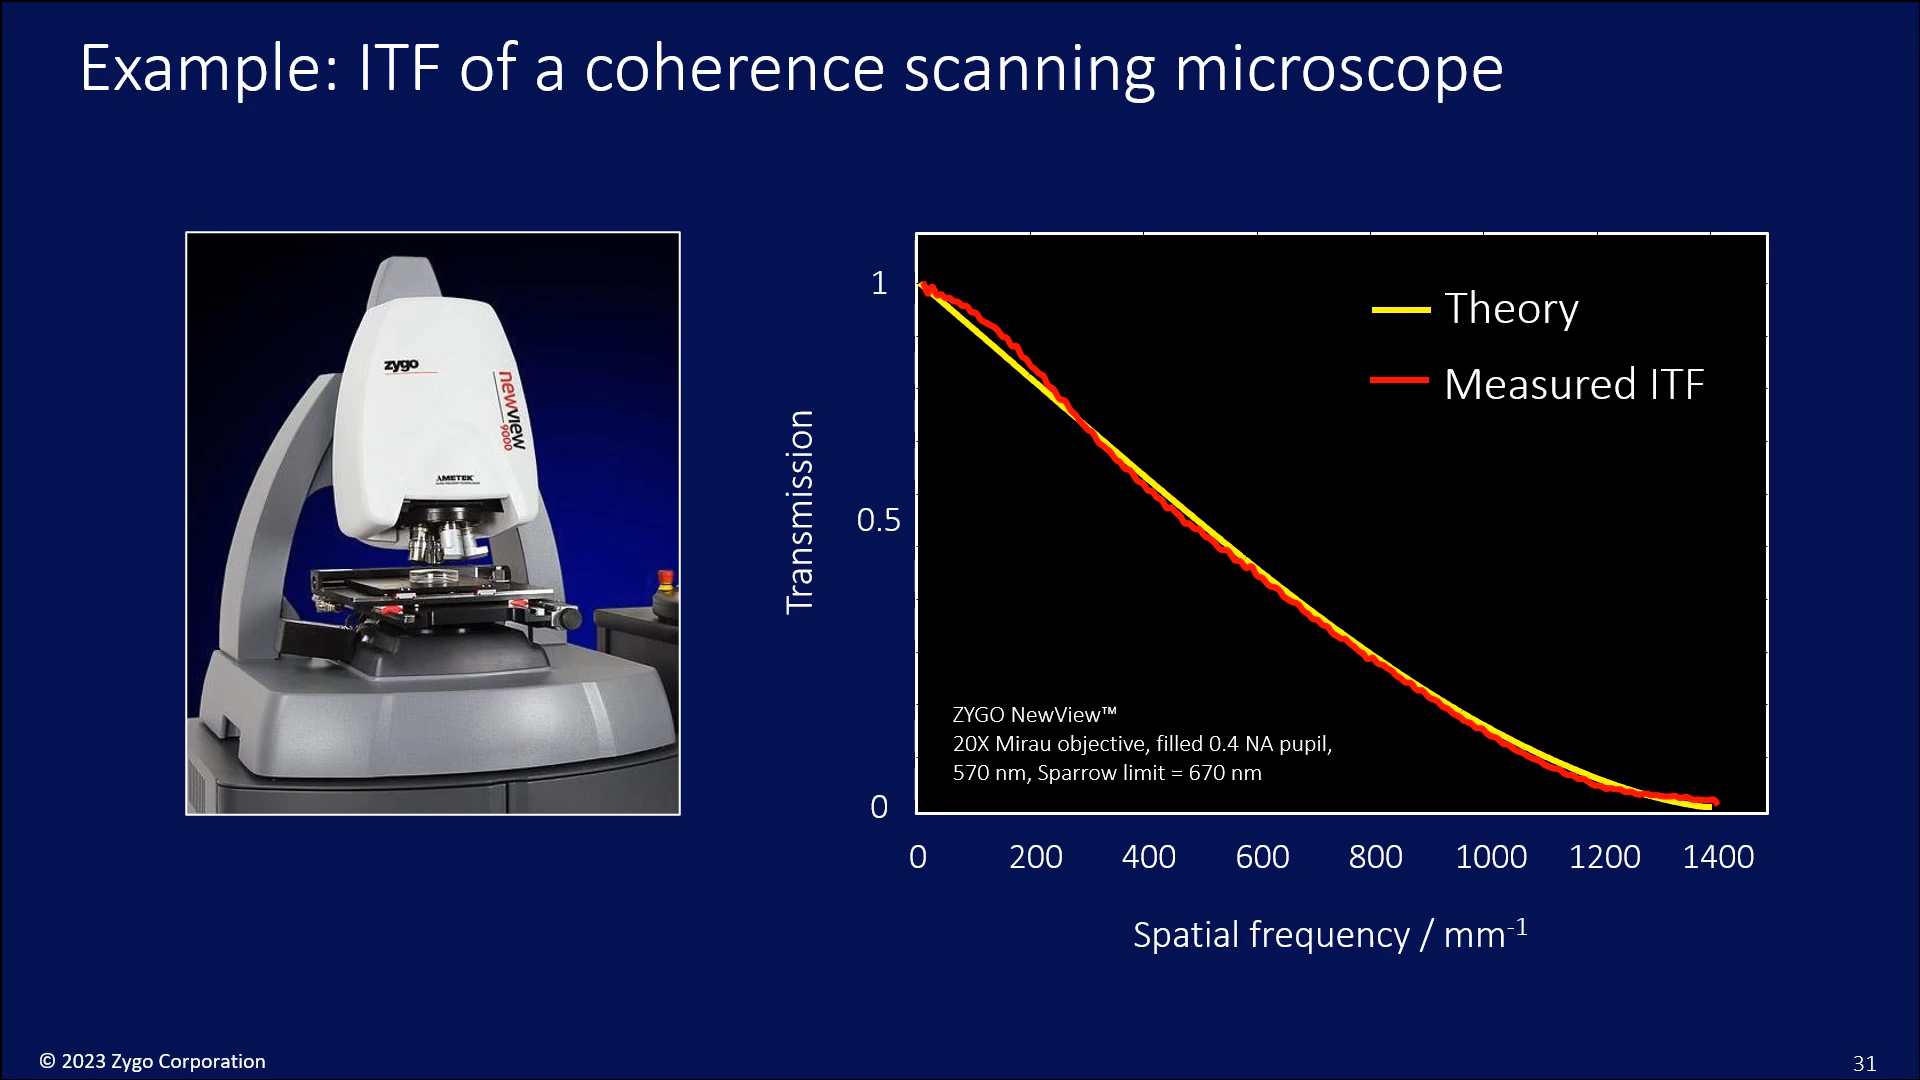 Example: ITF of a coherence scanning microscope
zygo
newview
9000
AMETEK
Transmission
1
0.5
0
Theory
Measured ITF
ZYGO NewView™
20X Mirau objective, filled 0.4 NA pupil,
570 nm, Sparrow limit = 670 nm
0 200 400 600 800 1000 1200 1400
Spatial frequency / mm⁻¹
© 2023 Zygo Corporation
31